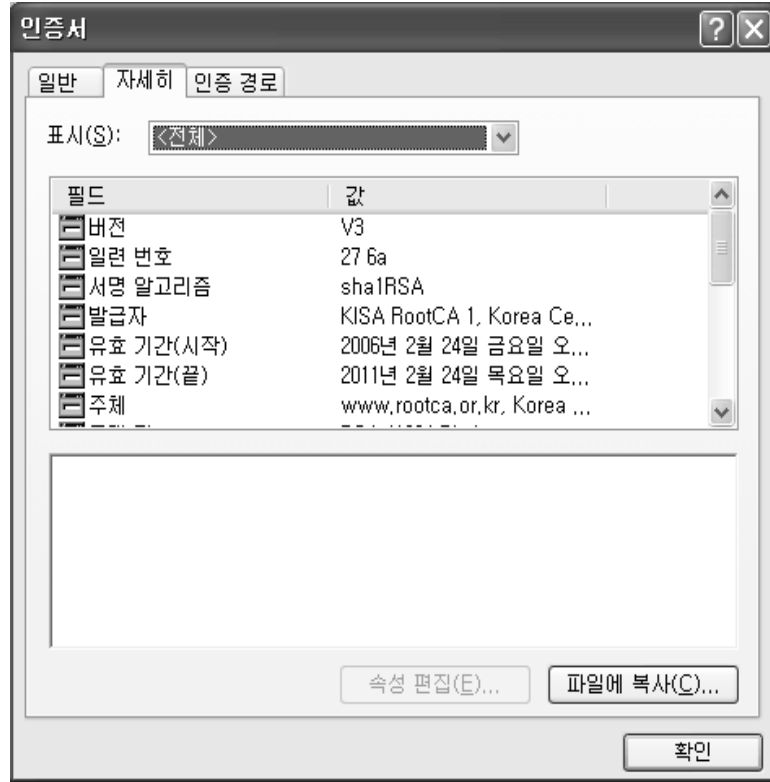 인증서
일반 자세히 인증 경로
표시(S): <전체>
필드 값
버전 V3
일련 번호 27 6a
서명 알고리즘 sha1RSA
발급자 KISA RootCA 1, Korea Ce...
유효 기간(시작) 2006년 2월 24일 금요일 오...
유효 기간(끝) 2011년 2월 24일 목요일 오...
주체 www.rootca.or.kr, Korea ...
속성 편집(E)...
파일에 복사(C)...
확인